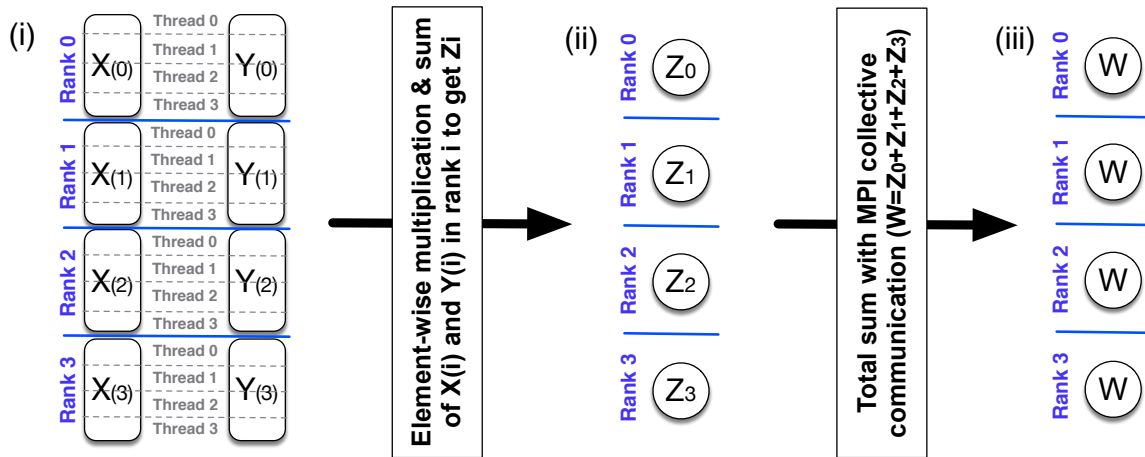 (i)
Rank 0
X(0)
Thread 0
Thread 1
Thread 2
Thread 3
Y(0)
Rank 1
X(1)
Thread 0
Thread 1
Thread 2
Thread 3
Y(1)
Rank 2
X(2)
Thread 0
Thread 1
Thread 2
Thread 3
Y(2)
Rank 3
X(3)
Thread 0
Thread 1
Thread 2
Thread 3
Y(3)
Element-wise multiplication & sum
of X(i) and Y(i) in rank i to get Zi
(ii)
Rank 0
Z0
Rank 1
Z1
Rank 2
Z2
Rank 3
Z3
Total sum with MPI collective
communication (W=Z0+Z1+Z2+Z3)
(iii)
Rank 0
W
Rank 1
W
Rank 2
W
Rank 3
W